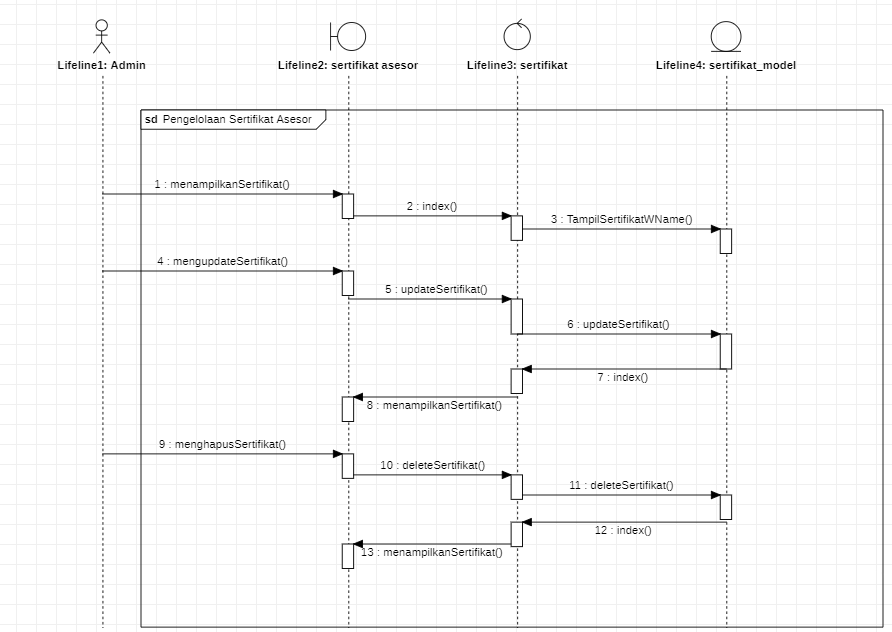 Lifeline1: Admin
Lifeline2: sertifikat asesor
Lifeline3: sertifikat
Lifeline4: sertifikat_model
sd Pengelolaan Sertifikat Asesor
1 : menampilkanSertifikat()
2 : index()
3 : TampilSertifikatWName()
4 : mengupdateSertifikat()
5 : updateSertifikat()
6 : updateSertifikat()
7 : index()
8 : menampilkanSertifikat()
9 : menghapusSertifikat()
10 : deleteSertifikat()
11 : deleteSertifikat()
12 : index()
13 : menampilkanSertifikat()